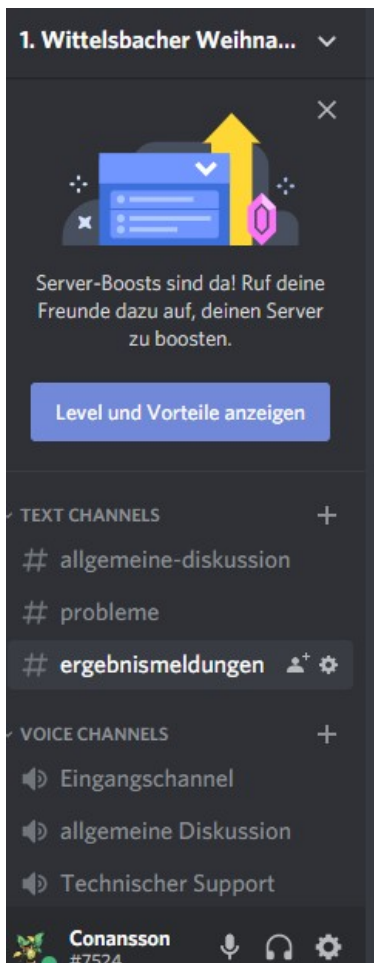 1. Wittelsbacher Weihna...
Server-Boosts sind da! Ruf deine
Freunde dazu auf, deinen Server
zu boosten.
Level und Vorteile anzeigen
TEXT CHANNELS
# allgemeine-diskussion
# probleme
# ergebnismeldungen
VOICE CHANNELS
Eingangschannel
allgemeine Diskussion
Technischer Support
Conansson
#7524